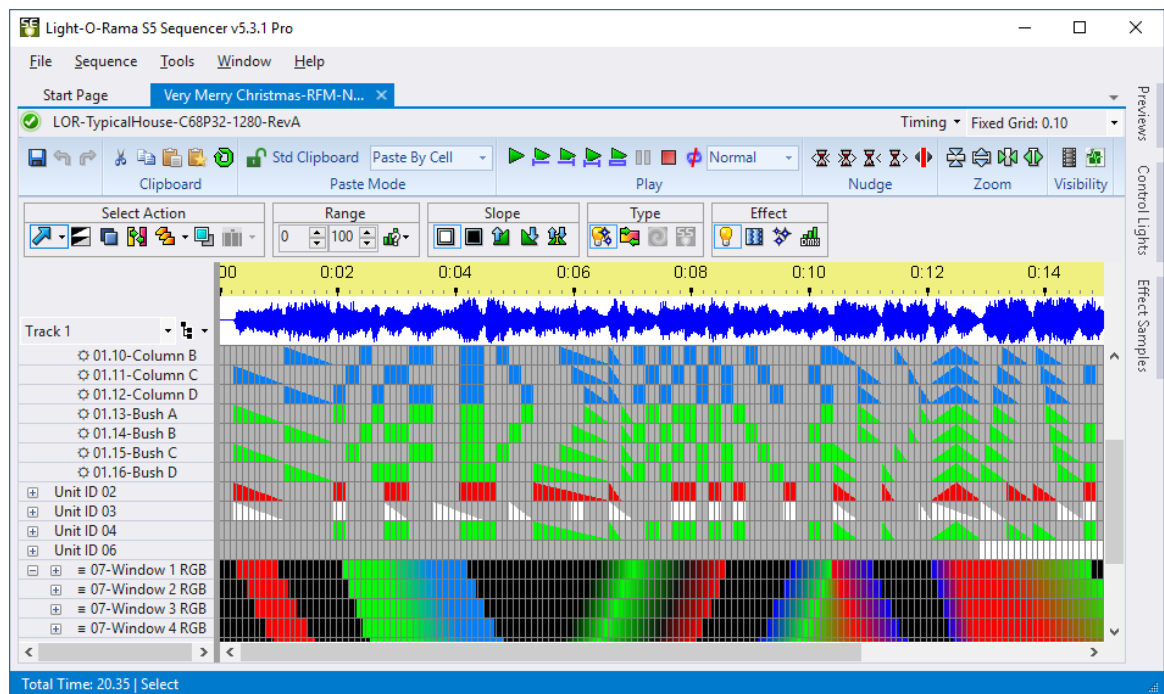 Light-O-Rama S5 Sequencer v5.3.1 Pro
File Sequence Tools Window Help
Start Page Very Merry Christmas-RFM-N...
LOR-TypicalHouse-C68P32-1280-RevA Timing Fixed Grid: 0.10
Std Clipboard Paste By Cell Normal
Clipboard Paste Mode Play Nudge Zoom Visibility
Select Action Range Slope Type Effect
0 100
00 0:02 0:04 0:06 0:08 0:10 0:12 0:14
Track 1
01.10-Column B
01.11-Column C
01.12-Column D
01.13-Bush A
01.14-Bush B
01.15-Bush C
01.16-Bush D
Unit ID 02
Unit ID 03
Unit ID 04
Unit ID 06
07-Window 1 RGB
07-Window 2 RGB
07-Window 3 RGB
07-Window 4 RGB
Total Time: 20.35 | Select
Previews
Control Lights
Effect Samples